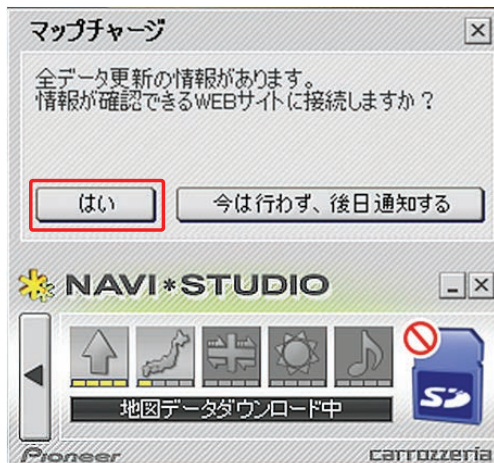 マップチャージ
全データ更新の情報があります。
情報が確認できるWEBサイトに接続しますか？
はい
今は行わず、後日通知する
NAVI*STUDIO
地図データダウンロード中
SD
Pioneer
carrozzeria